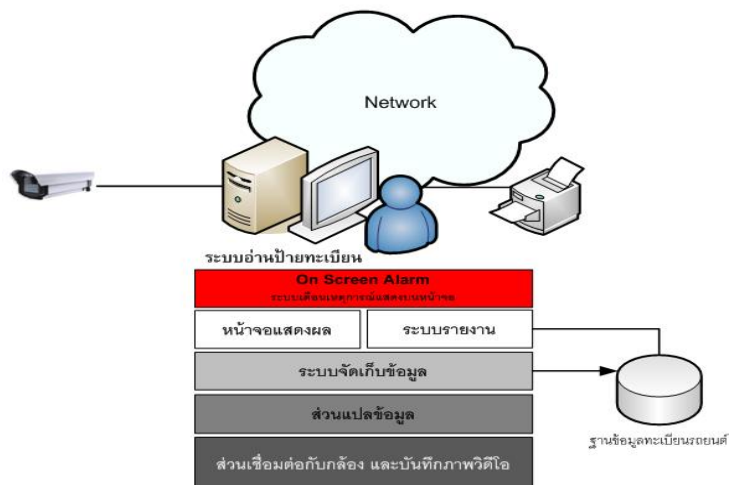 Network
ระบบอ่านป้ายทะเบียน
On Screen Alarm
ระบบเตือนเหตุการณ์แสดงบนหน้าจอ
หน้าจอแสดงผล
ระบบรายงาน
ระบบจัดเก็บข้อมูล
ส่วนแปลข้อมูล
ฐานข้อมูลทะเบียนรถยนต์
ส่วนเชื่อมต่อกับกล้อง และบันทึกภาพวิดีโอ